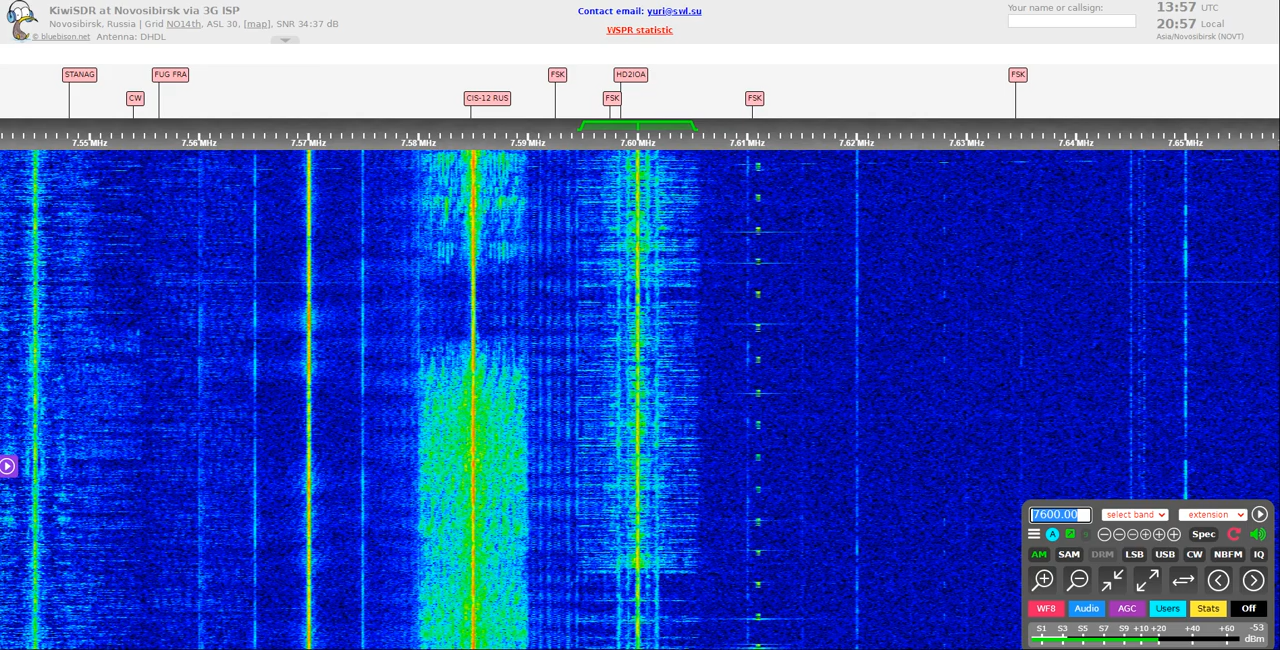 KiwiSDR at Novosibirsk via 3G ISP
Novosibirsk, Russia | Grid NO14th, ASL 30, [map], SNR 34:37 dB
© bluebison.net Antenna: DHDL
Contact email: yuri@swl.su
WSPR statistic
Your name or callsign:
13:57 UTC
20:57 Local
Asia/Novosibirsk (NOVT)
STANAG
FUG FRA
FSK
HD2IOA
FSK
CW
CIS-12 RUS
FSK
FSK
7.55 MHz
7.56 MHz
7.57 MHz
7.58 MHz
7.59 MHz
7.60 MHz
7.61 MHz
7.62 MHz
7.63 MHz
7.64 MHz
7.65 MHz
7600.00
select band
extension
A
Spec
AM
SAM
DRM
LSB
USB
CW
NBFM
IQ
WF8
Audio
AGC
Users
Stats
Off
S1 S3 S5 S7 S9 +10 +20 +40 +60 -53
dBm